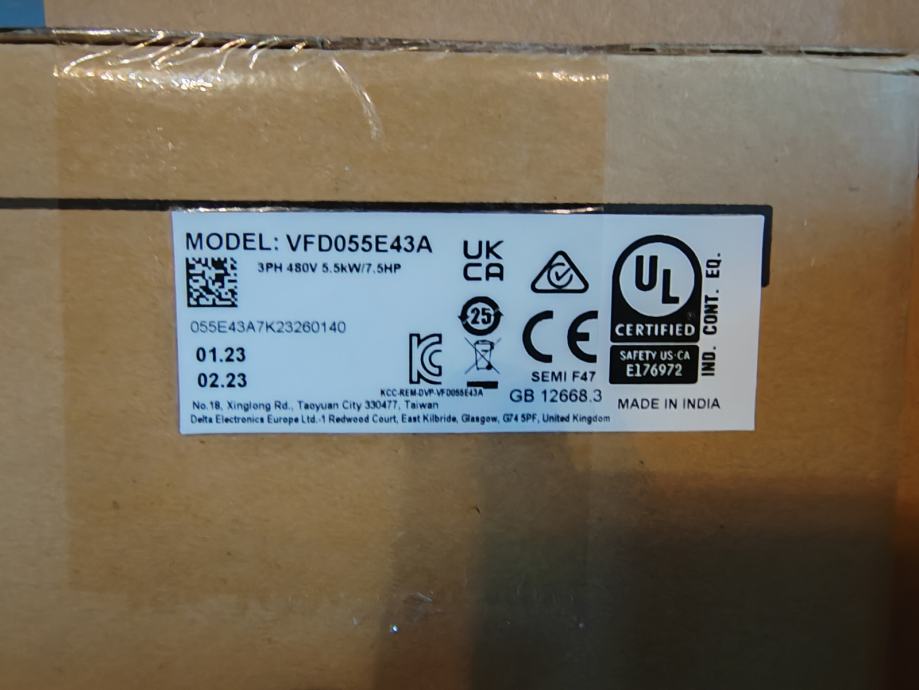 MODEL: VFD055E43A
3PH 480V 5.5kW/7.5HP
055E43A7K23260140
01.23
02.23
UK
CA
25
KC
KCC-REM-DVP-VFD055E43A
CE
SEMI F47
GB 12668.3
UL
CERTIFIED
SAFETY US·CA
E176972
IND. CONT. EQ.
MADE IN INDIA
No.18, Xinglong Rd., Taoyuan City 330477, Taiwan
Delta Electronics Europe Ltd.-1 Redwood Court, East Kilbride, Glasgow, G74 5PF, United Kingdom